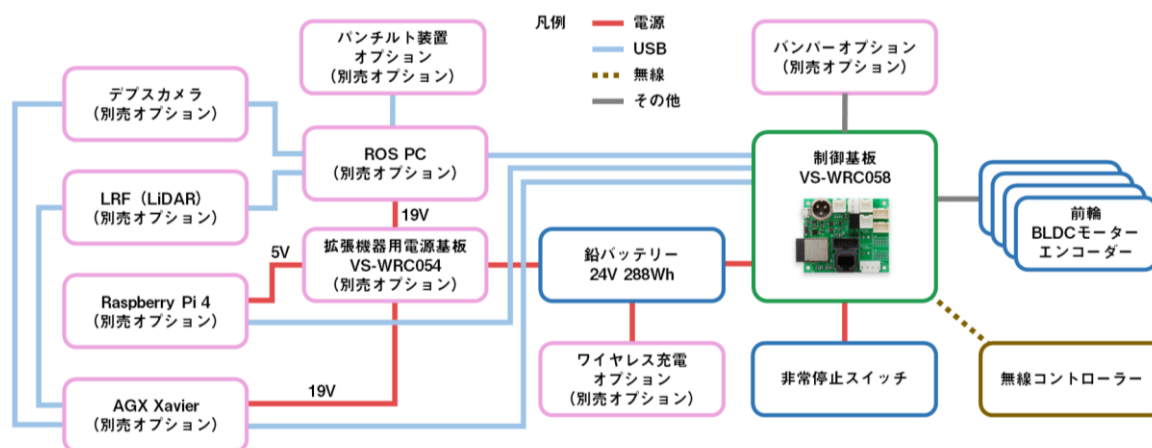 凡例
電源
USB
無線
その他
パンチルト装置
オプション
（別売オプション）
バンパーオプション
（別売オプション）
デプスカメラ
（別売オプション）
ROS PC
（別売オプション）
制御基板
VS-WRC058
LRF（LiDAR）
（別売オプション）
19V
前輪
BLDCモーター
エンコーダー
5V
拡張機器用電源基板
VS-WRC054
（別売オプション）
鉛バッテリー
24V 288Wh
Raspberry Pi 4
（別売オプション）
19V
AGX Xavier
（別売オプション）
ワイヤレス充電
オプション
（別売オプション）
非常停止スイッチ
無線コントローラー